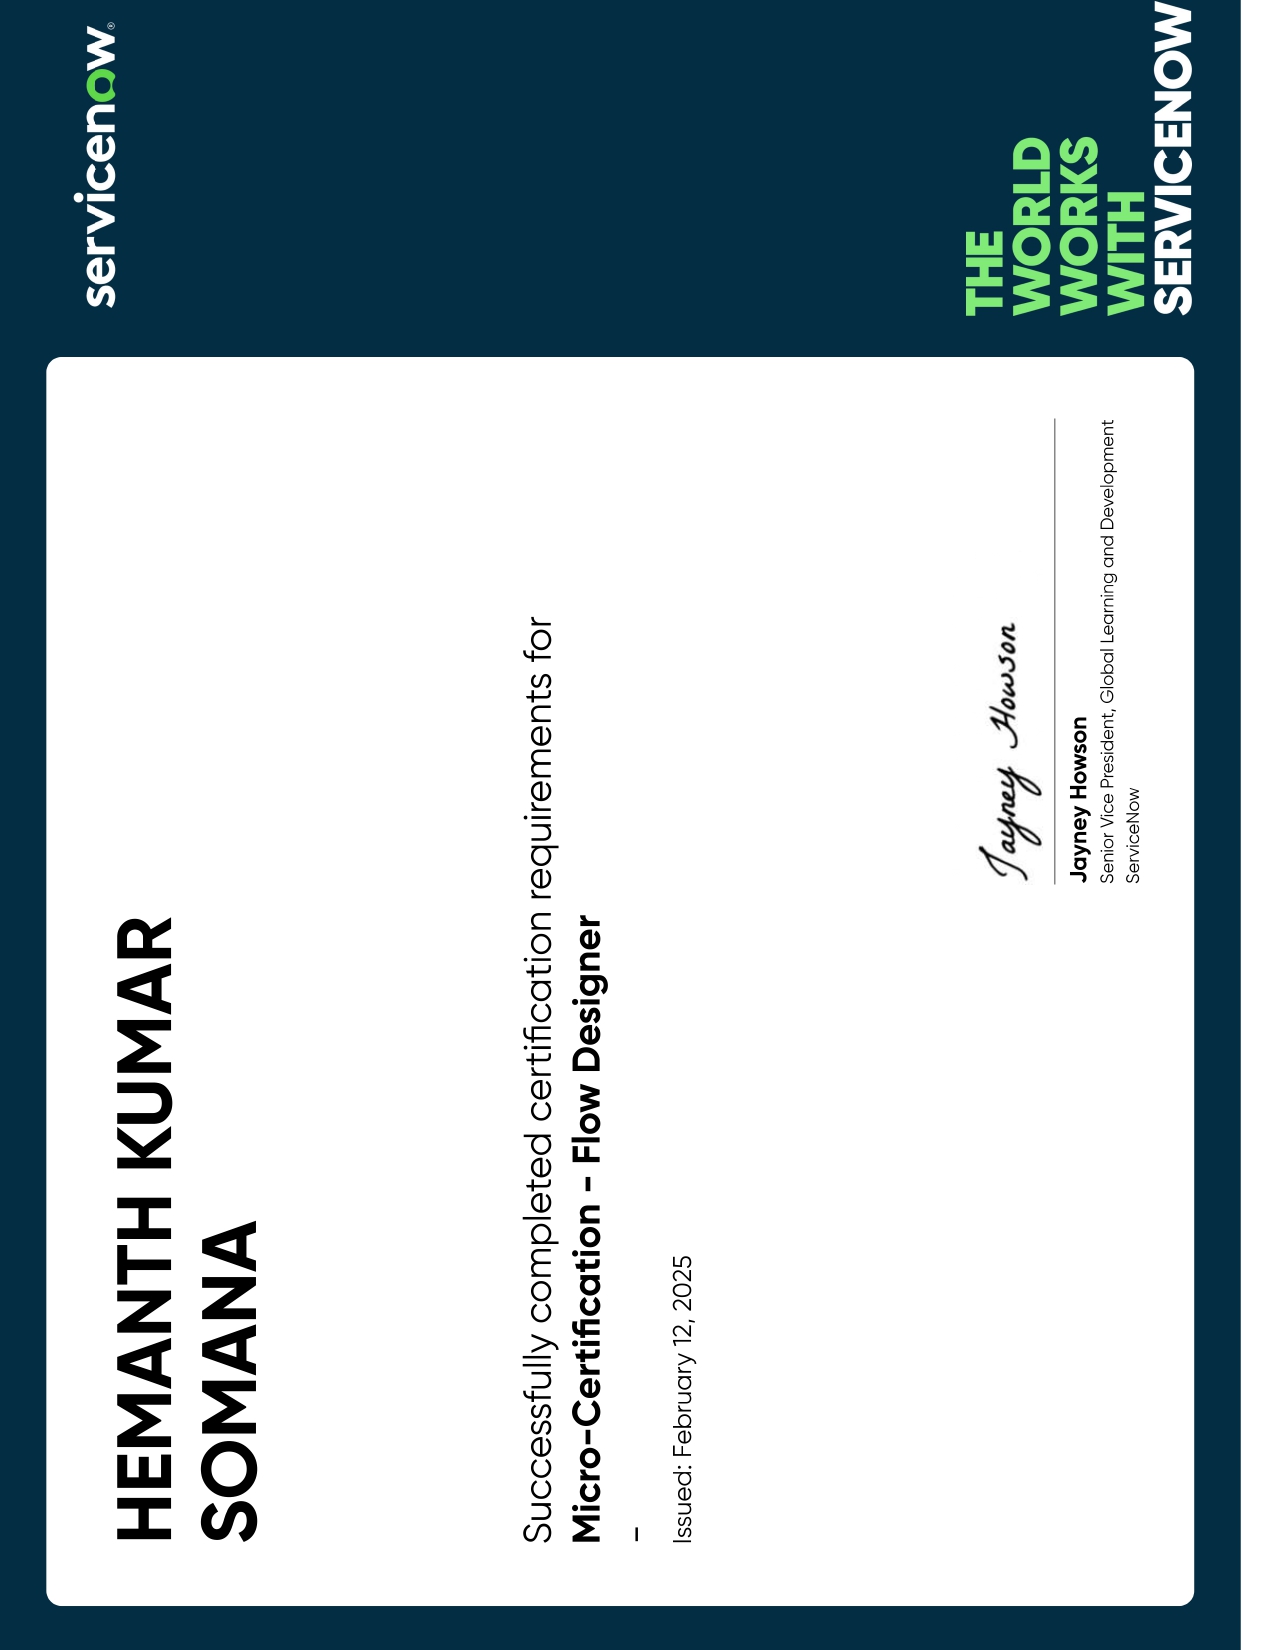 HEMANTH KUMAR
SOMANA
servicenow®
Successfully completed certification requirements for
Micro-Certification - Flow Designer
–
Issued: February 12, 2025
Jayney Howson
Jayney Howson
Senior Vice President, Global Learning and Development
ServiceNow
THE
WORLD
WORKS
WITH
SERVICENOW